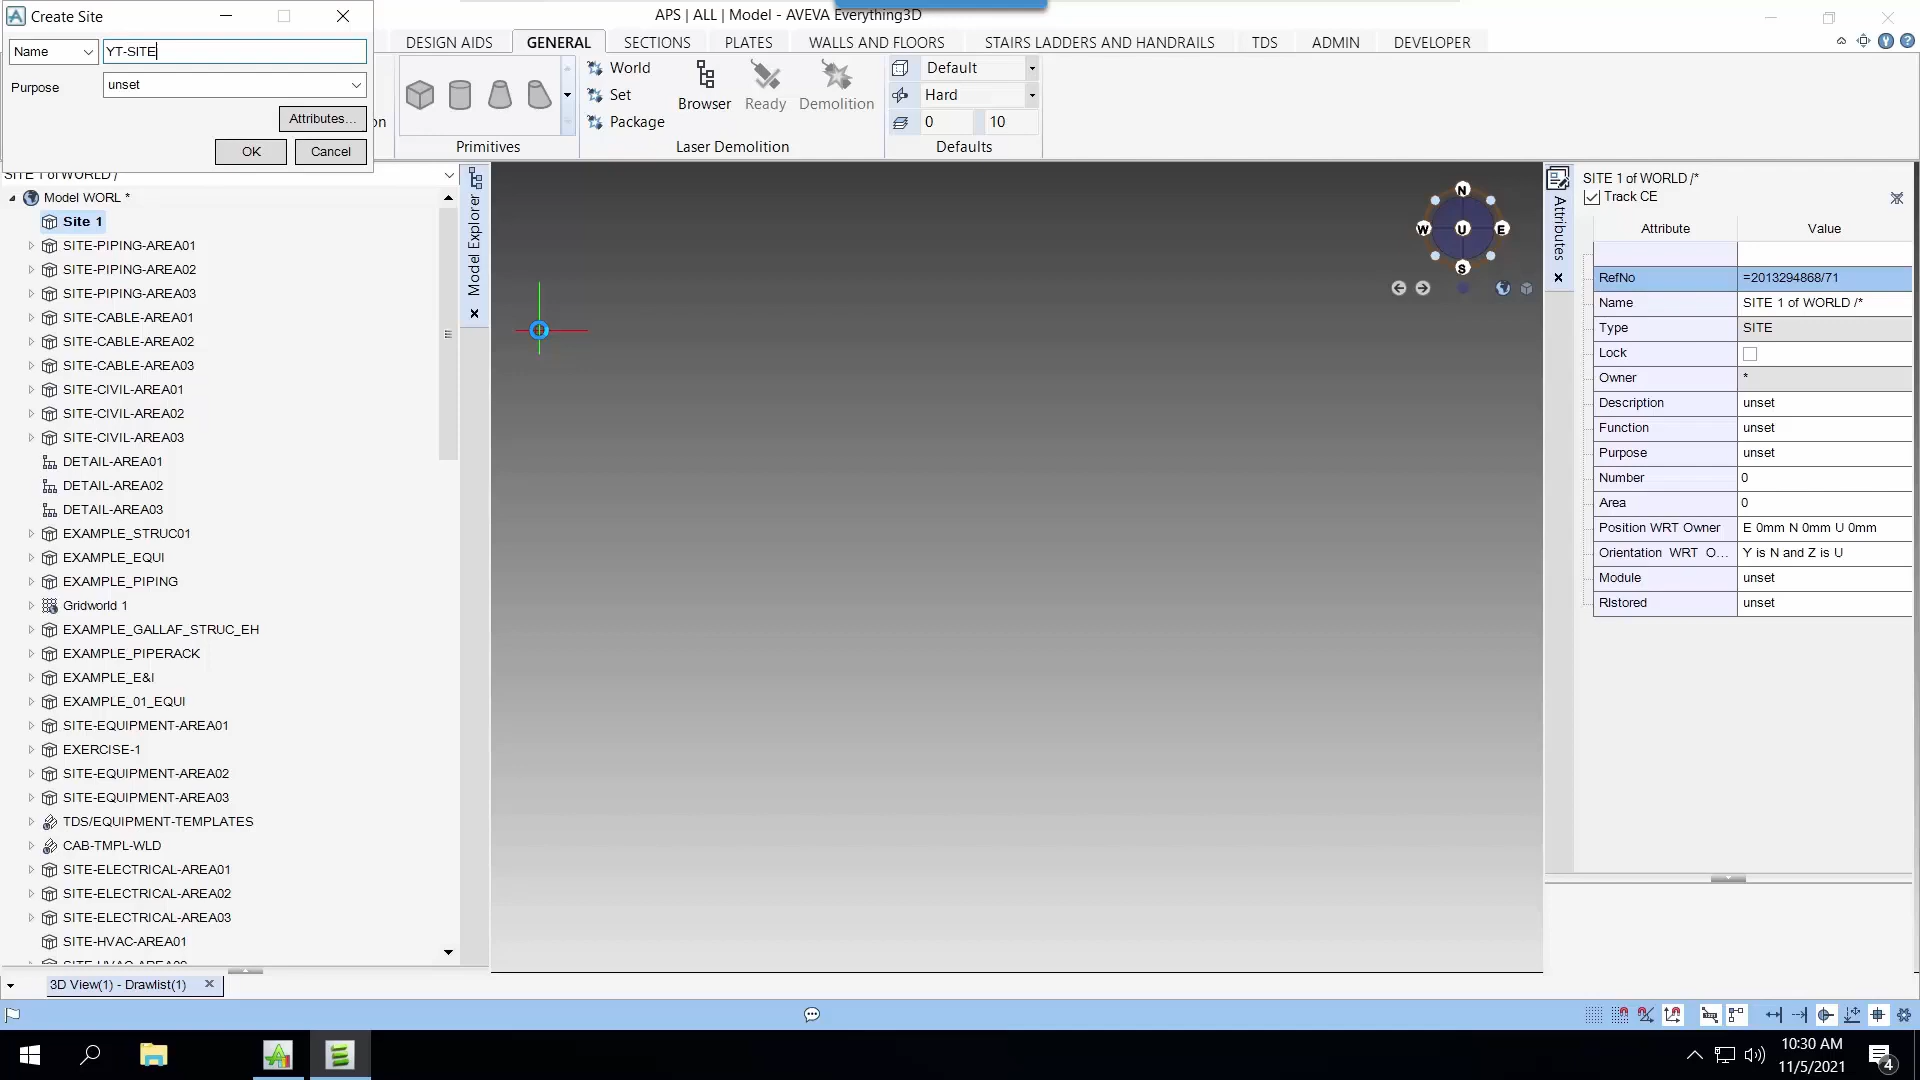 Create Site
Name
YT-SITE
Purpose
unset
Attributes...
OK
Cancel
APS | ALL | Model - AVEVA Everything3D
DESIGN AIDS
GENERAL
SECTIONS
PLATES
WALLS AND FLOORS
STAIRS LADDERS AND HANDRAILS
TDS
ADMIN
DEVELOPER
on
Primitives
World
Set
Package
Browser
Ready
Demolition
Laser Demolition
Default
Hard
0
10
Defaults
SITE 1 of WORLD /
Model WORL *
Site 1
SITE-PIPING-AREA01
SITE-PIPING-AREA02
SITE-PIPING-AREA03
SITE-CABLE-AREA01
SITE-CABLE-AREA02
SITE-CABLE-AREA03
SITE-CIVIL-AREA01
SITE-CIVIL-AREA02
SITE-CIVIL-AREA03
DETAIL-AREA01
DETAIL-AREA02
DETAIL-AREA03
EXAMPLE_STRUC01
EXAMPLE_EQUI
EXAMPLE_PIPING
Gridworld 1
EXAMPLE_GALLAF_STRUC_EH
EXAMPLE_PIPERACK
EXAMPLE_E&I
EXAMPLE_01_EQUI
SITE-EQUIPMENT-AREA01
EXERCISE-1
SITE-EQUIPMENT-AREA02
SITE-EQUIPMENT-AREA03
TDS/EQUIPMENT-TEMPLATES
CAB-TMPL-WLD
SITE-ELECTRICAL-AREA01
SITE-ELECTRICAL-AREA02
SITE-ELECTRICAL-AREA03
SITE-HVAC-AREA01
Model Explorer
N
W U E
S
Attributes
SITE 1 of WORLD /*
Track CE
Attribute Value
RefNo =2013294868/71
Name SITE 1 of WORLD /*
Type SITE
Lock
Owner *
Description unset
Function unset
Purpose unset
Number 0
Area 0
Position WRT Owner E 0mm N 0mm U 0mm
Orientation WRT O... Y is N and Z is U
Module unset
Rlstored unset
3D View(1) - Drawlist(1)
10:30 AM
11/5/2021
4